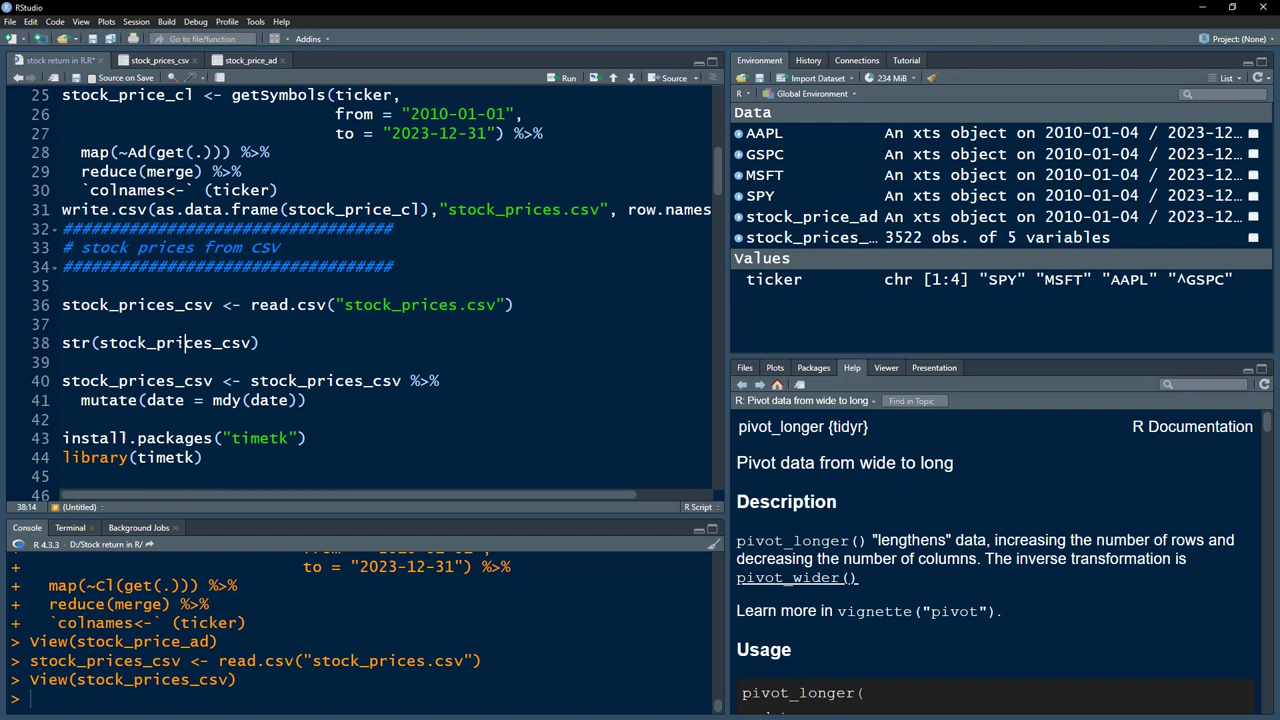 RStudio
File Edit Code View Plots Session Build Debug Profile Tools Help
Go to file/function Addins Project: (None)
stock return in R.R* stock_prices_csv stock_price_ad
Source on Save Run Source
25 stock_price_cl <- getSymbols(ticker,
26 from = "2010-01-01",
27 to = "2023-12-31") %>%
28 map(~Ad(get(.))) %>%
29 reduce(merge) %>%
30 `colnames<-` (ticker)
31 write.csv(as.data.frame(stock_price_cl),"stock_prices.csv", row.names
32 ###################################
33 # stock prices from CSV
34 ###################################
35
36 stock_prices_csv <- read.csv("stock_prices.csv")
37
38 str(stock_prices_csv)
39
40 stock_prices_csv <- stock_prices_csv %>%
41 mutate(date = mdy(date))
42
43 install.packages("timetk")
44 library(timetk)
45
46
38:14 (Untitled) R Script
Console Terminal Background Jobs
R 4.3.3 · D:/Stock return in R/
+ from = "2010-01-01",
+ to = "2023-12-31") %>%
+ map(~Cl(get(.))) %>%
+ reduce(merge) %>%
+ `colnames<-` (ticker)
> View(stock_price_ad)
> stock_prices_csv <- read.csv("stock_prices.csv")
> View(stock_prices_csv)
>
Environment History Connections Tutorial
Import Dataset 234 MiB List
R Global Environment
Data
AAPL An xts object on 2010-01-04 / 2023-12…
GSPC An xts object on 2010-01-04 / 2023-12…
MSFT An xts object on 2010-01-04 / 2023-12…
SPY An xts object on 2010-01-04 / 2023-12…
stock_price_ad An xts object on 2010-01-04 / 2023-12…
stock_prices_… 3522 obs. of 5 variables
Values
ticker chr [1:4] "SPY" "MSFT" "AAPL" "^GSPC"
Files Plots Packages Help Viewer Presentation
R: Pivot data from wide to long Find in Topic
pivot_longer {tidyr} R Documentation
Pivot data from wide to long
Description
pivot_longer() "lengthens" data, increasing the number of rows and
decreasing the number of columns. The inverse transformation is
pivot_wider()
Learn more in vignette("pivot").
Usage
pivot_longer(